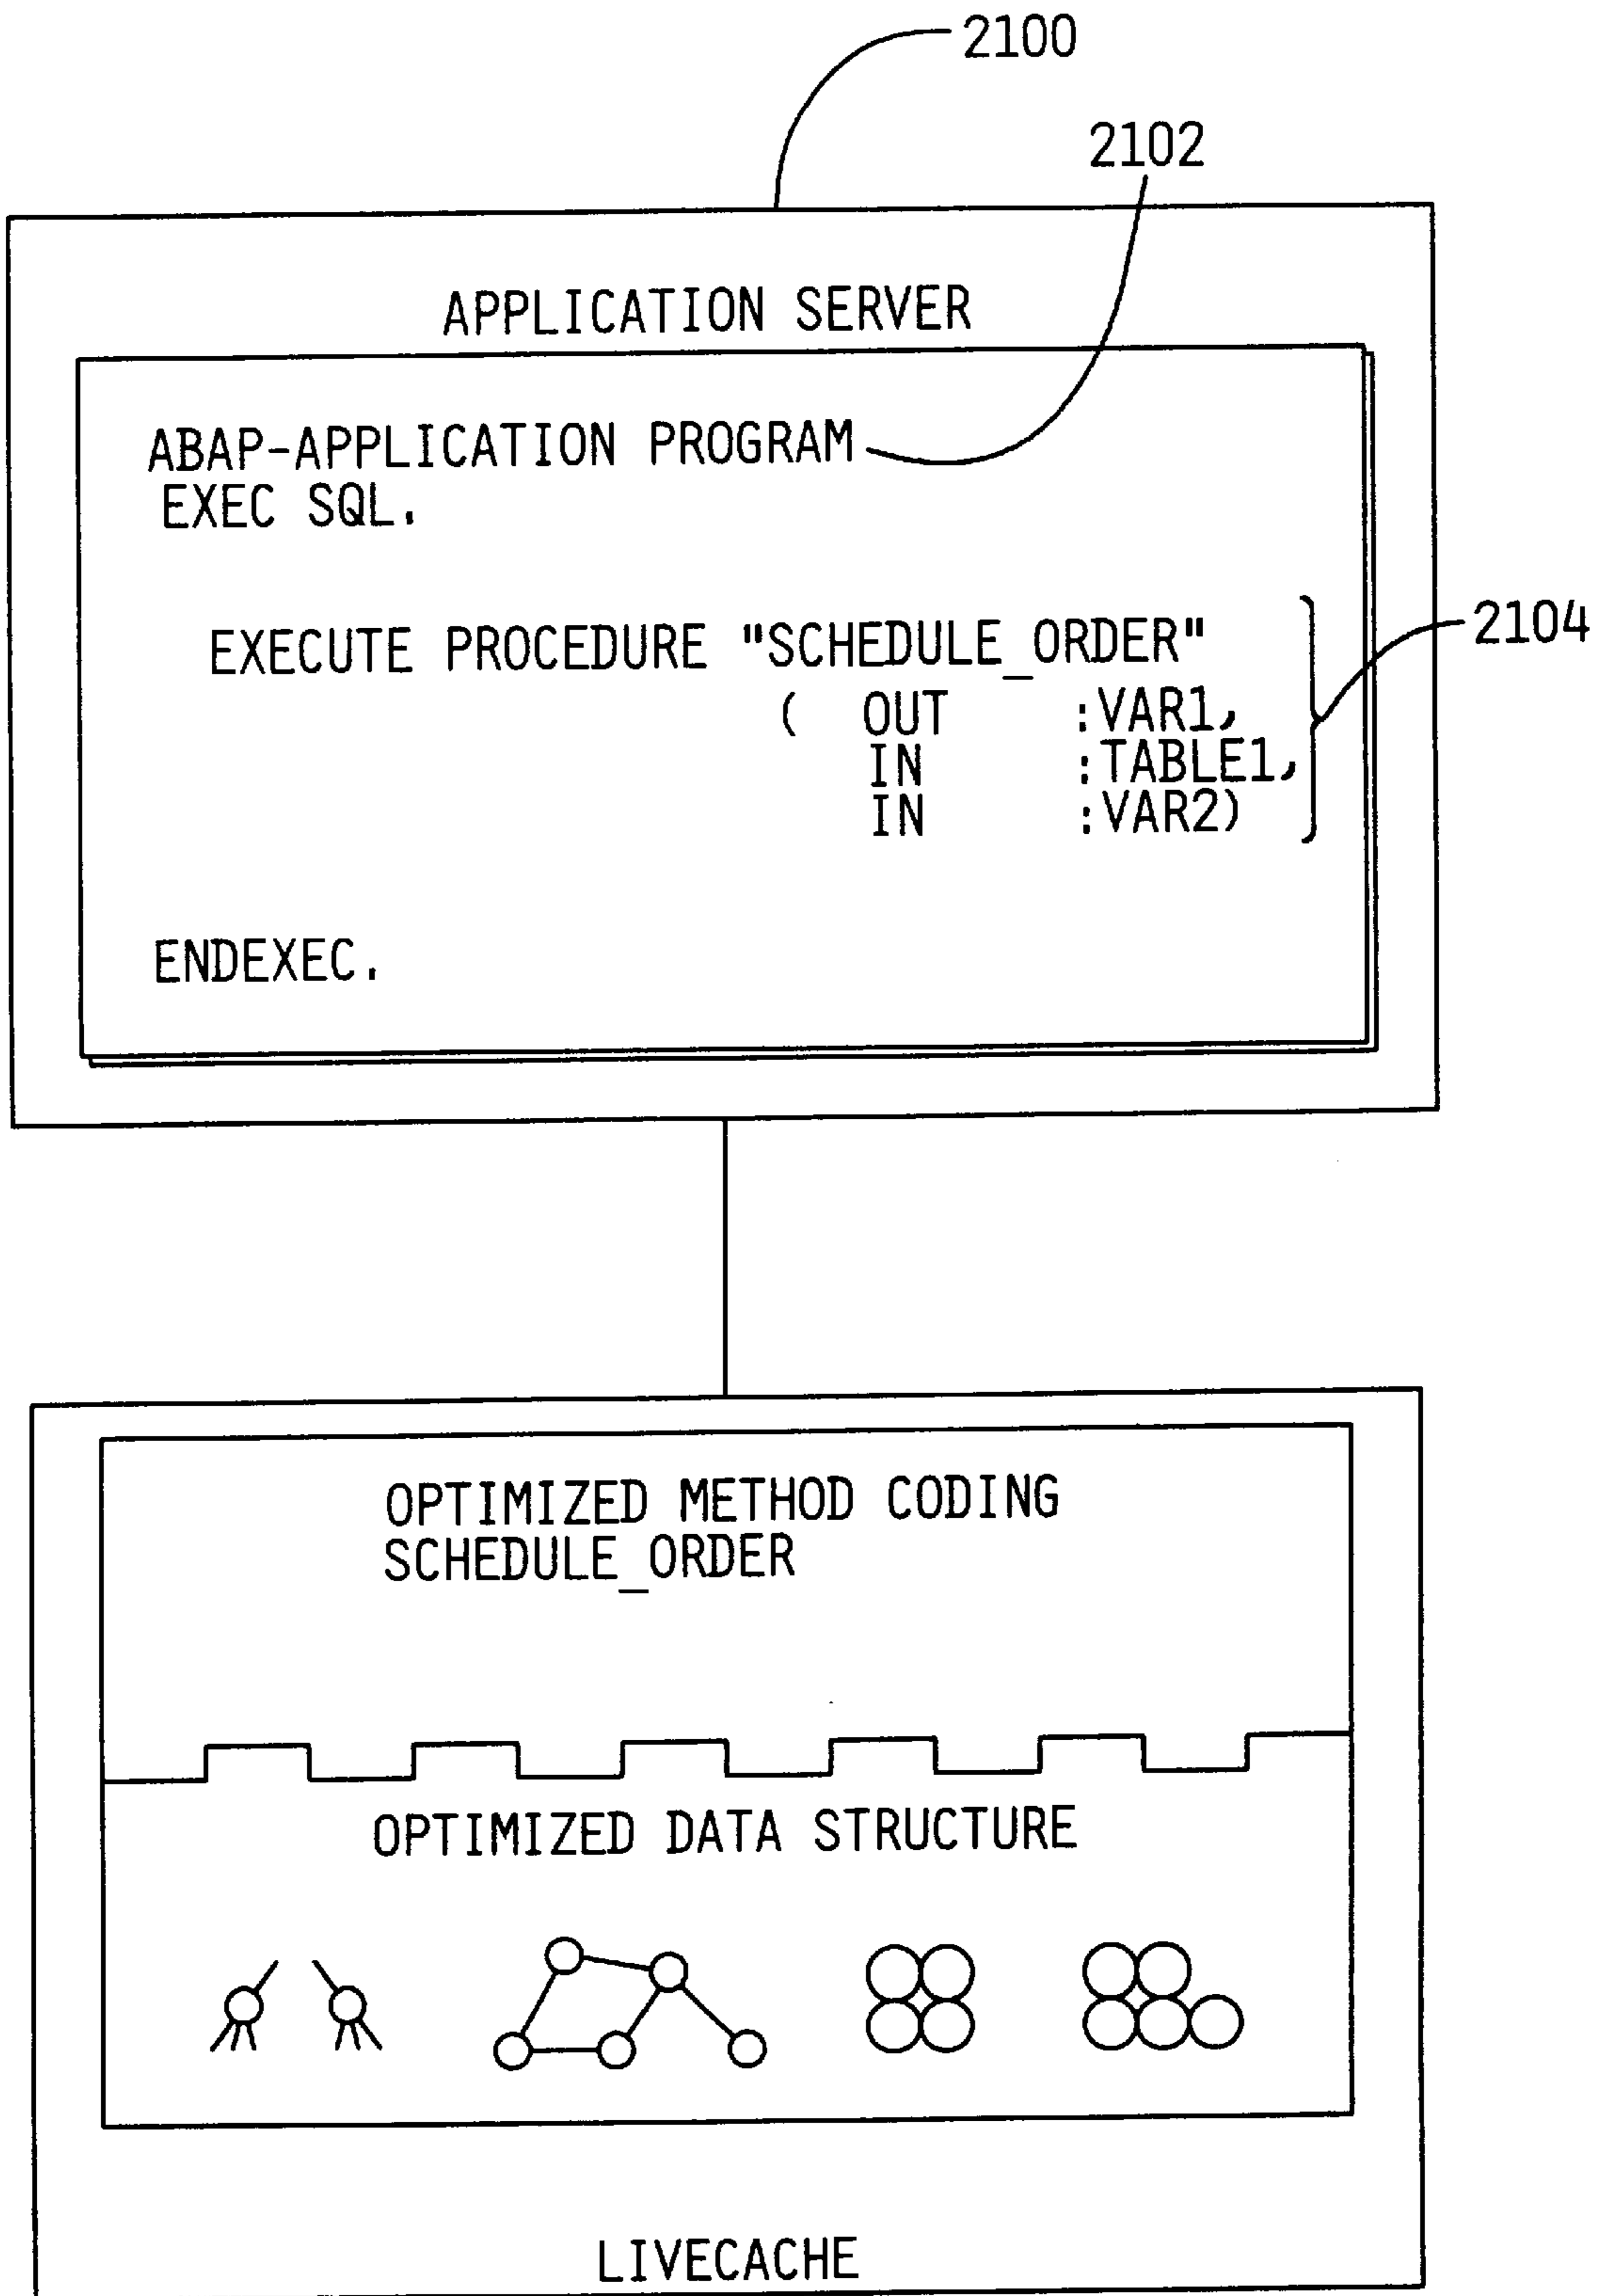 2100
2102
APPLICATION SERVER
ABAP-APPLICATION PROGRAM
EXEC SQL.
EXECUTE PROCEDURE "SCHEDULE_ORDER"
( OUT :VAR1,
IN :TABLE1,
IN :VAR2)
2104
ENDEXEC.
OPTIMIZED METHOD CODING
SCHEDULE_ORDER
OPTIMIZED DATA STRUCTURE
LIVECACHE